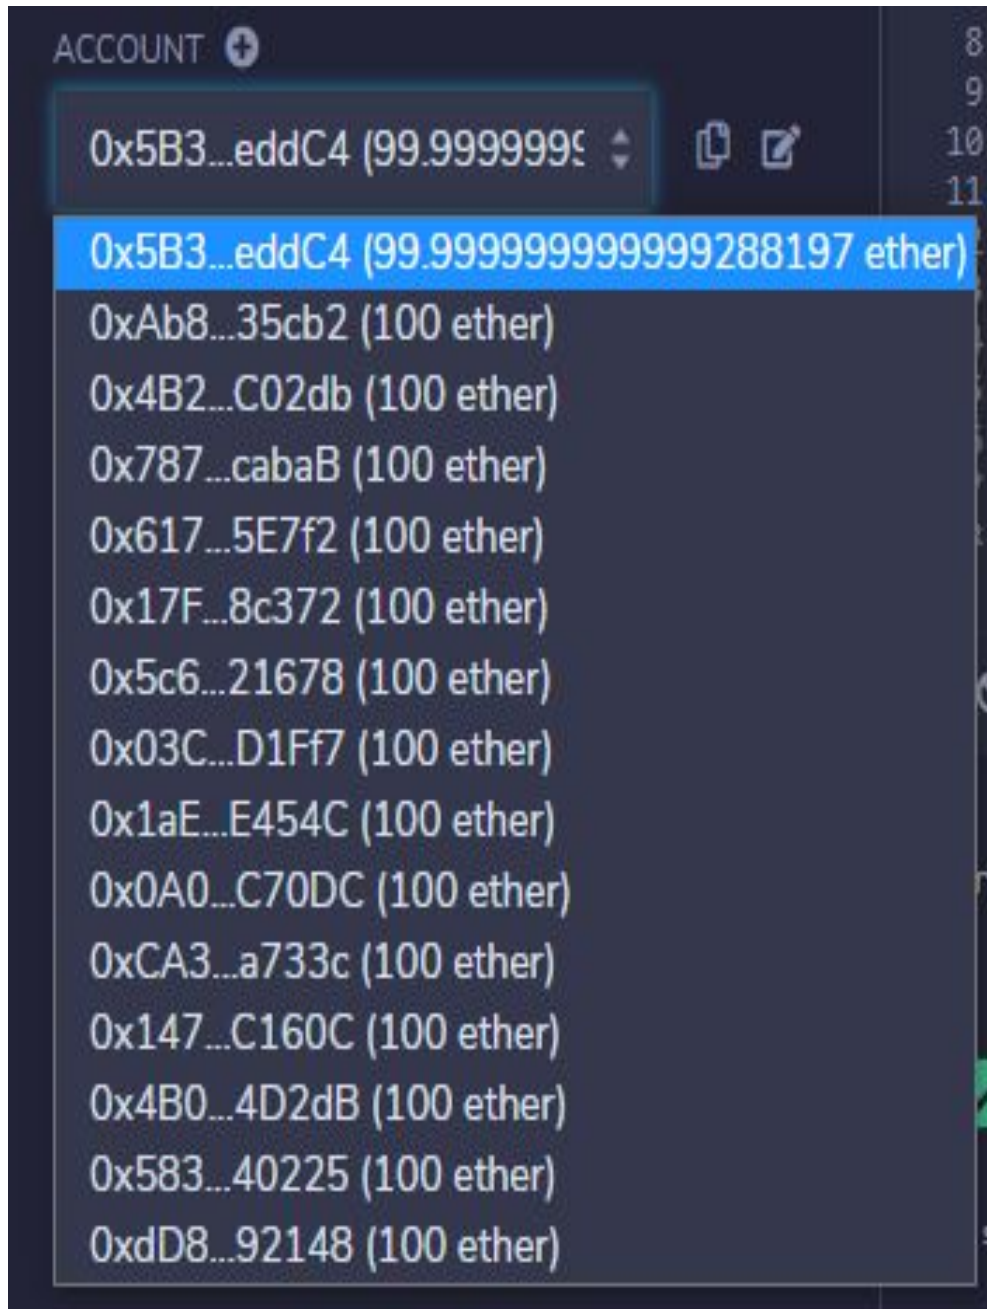 ACCOUNT
0x5B3...eddC4 (99.9999999
0x5B3...eddC4 (99.999999999999288197 ether)
0xAb8...35cb2 (100 ether)
0x4B2...C02db (100 ether)
0x787...cabaB (100 ether)
0x617...5E7f2 (100 ether)
0x17F...8c372 (100 ether)
0x5c6...21678 (100 ether)
0x03C...D1Ff7 (100 ether)
0x1aE...E454C (100 ether)
0x0A0...C70DC (100 ether)
0xCA3...a733c (100 ether)
0x147...C160C (100 ether)
0x4B0...4D2dB (100 ether)
0x583...40225 (100 ether)
0xdD8...92148 (100 ether)
8
9
10
11